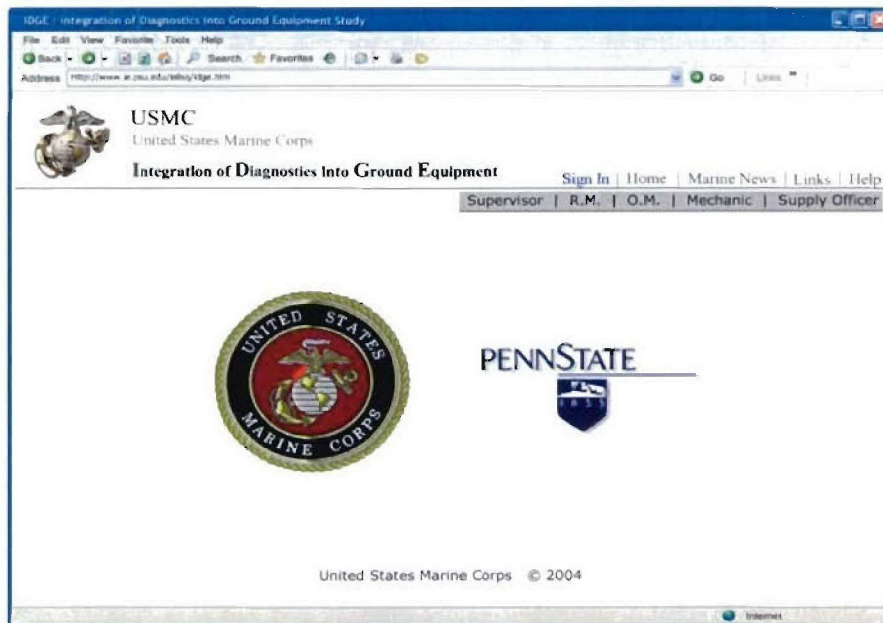 IDGE - Integration of Diagnostics Into Ground Equipment Study
File Edit View Favorite Tools Help
Back Search Favorites
Address Go Links »
USMC
United States Marine Corps
Integration of Diagnostics into Ground Equipment
Sign In | Home | Marine News | Links | Help
Supervisor | R.M. | O.M. | Mechanic | Supply Officer
UNITED STATES
MARINE CORPS
PENNSTATE
1855
United States Marine Corps © 2004
Internet